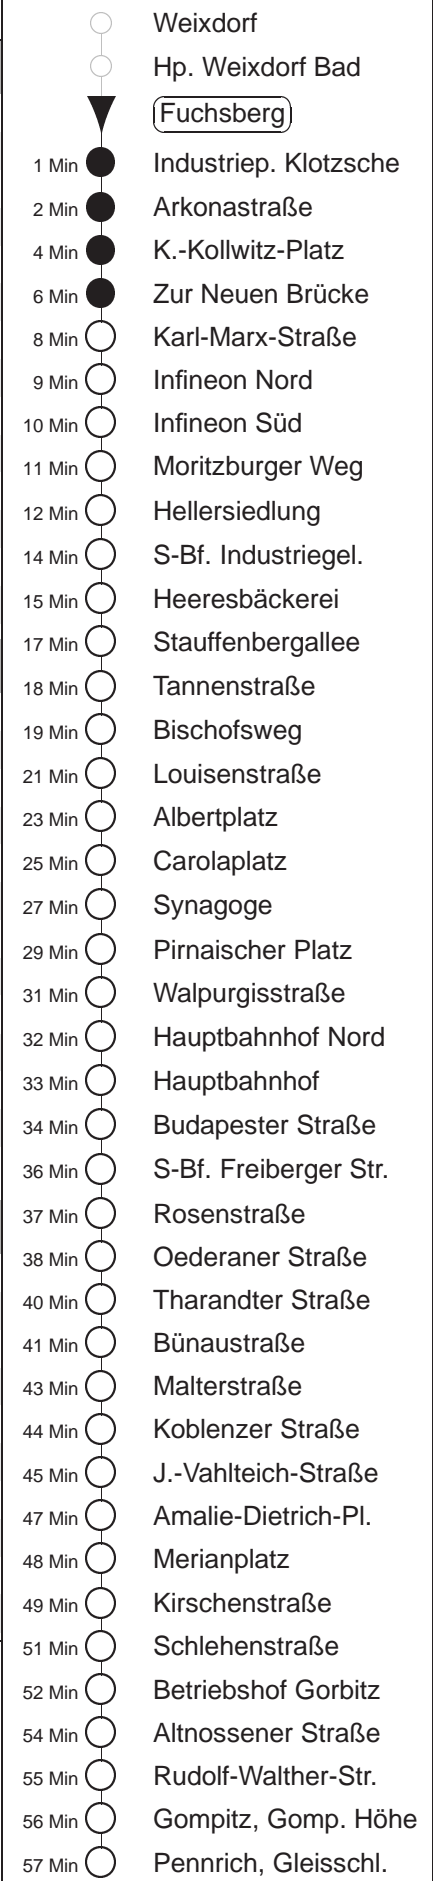 Weixdorf
Hp. Weixdorf Bad
Fuchsberg
1 Min Industriep. Klotzsche
2 Min Arkonastraße
4 Min K.-Kollwitz-Platz
6 Min Zur Neuen Brücke
8 Min Karl-Marx-Straße
9 Min Infineon Nord
10 Min Infineon Süd
11 Min Moritzburger Weg
12 Min Hellersiedlung
14 Min S-Bf. Industriegel.
15 Min Heeresbäckerei
17 Min Stauffenbergallee
18 Min Tannenstraße
19 Min Bischofsweg
21 Min Louisenstraße
23 Min Albertplatz
25 Min Carolaplatz
27 Min Synagoge
29 Min Pirnaischer Platz
31 Min Walpurgisstraße
32 Min Hauptbahnhof Nord
33 Min Hauptbahnhof
34 Min Budapester Straße
36 Min S-Bf. Freiberger Str.
37 Min Rosenstraße
38 Min Oederaner Straße
40 Min Tharandter Straße
41 Min Bünaustraße
43 Min Malterstraße
44 Min Koblenzer Straße
45 Min J.-Vahlteich-Straße
47 Min Amalie-Dietrich-Pl.
48 Min Merianplatz
49 Min Kirschenstraße
51 Min Schlehenstraße
52 Min Betriebshof Gorbitz
54 Min Altnossener Straße
55 Min Rudolf-Walther-Str.
56 Min Gompitz, Gomp. Höhe
57 Min Pennrich, Gleisschl.